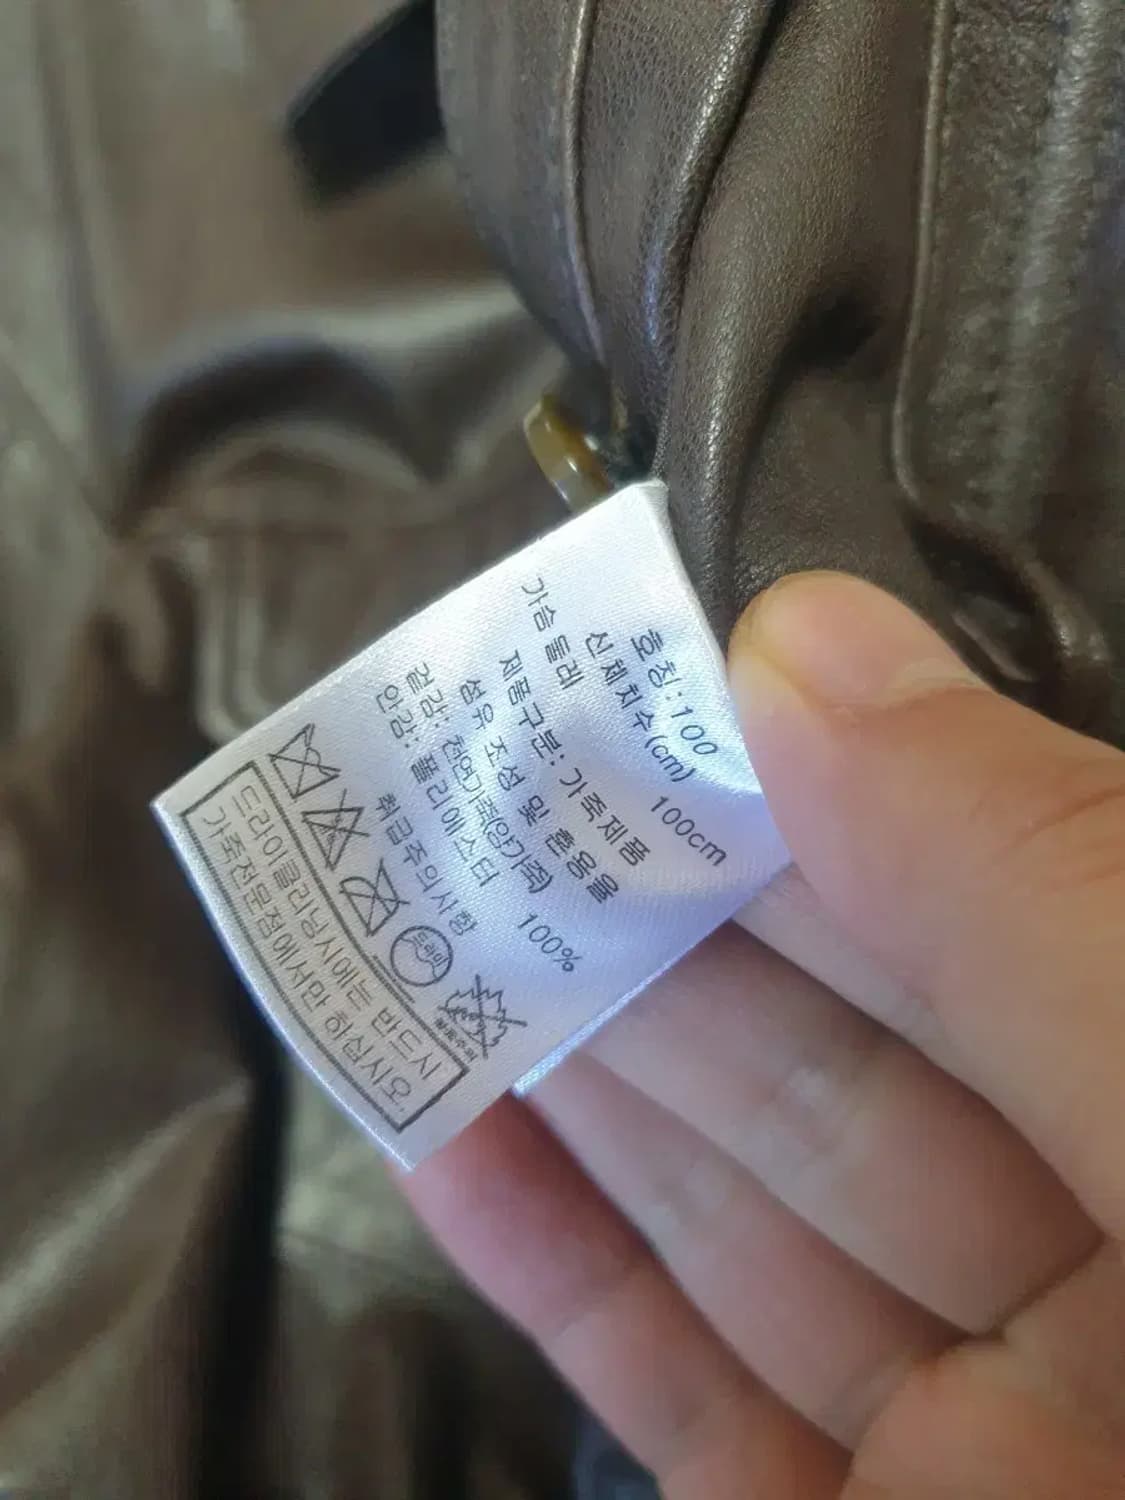 호칭:100
신체치수(cm)
가슴둘레 100cm
제품구분: 가죽제품
섬유 조성 및 혼용율
겉감: 천연가죽(양가죽) 100%
안감: 폴리에스터
취급주의사항
드라이
드라이클리닝시에는 반드시
가죽전문점에서만 하십시오.